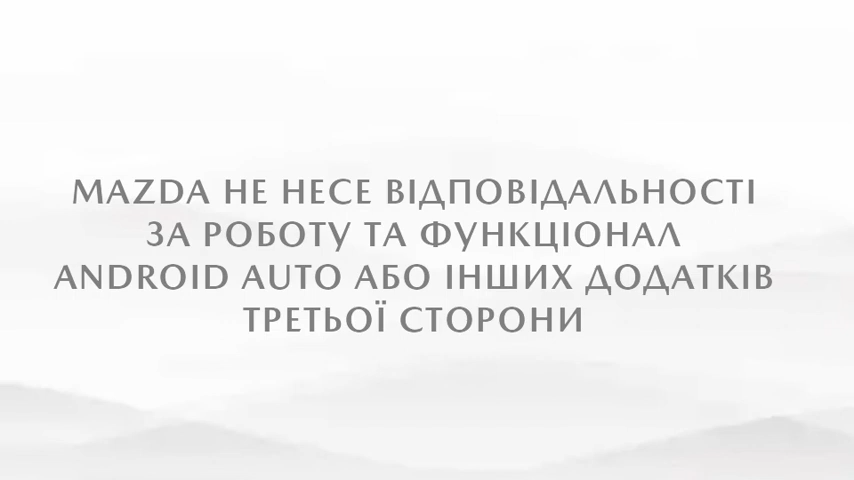 MAZDA НЕ НЕСЕ ВІДПОВІДАЛЬНОСТІ
ЗА РОБОТУ ТА ФУНКЦІОНАЛ
ANDROID AUTO АБО ІНШИХ ДОДАТКІВ
ТРЕТЬОЇ СТОРОНИ